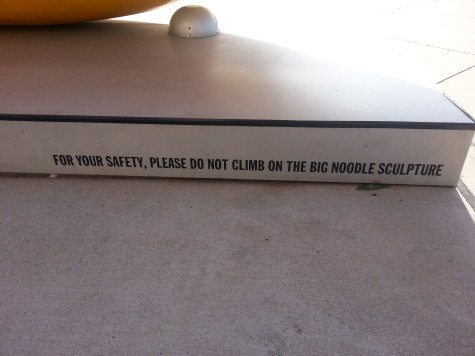 FOR YOUR SAFETY, PLEASE DO NOT CLIMB ON THE BIG NOODLE SCULPTURE